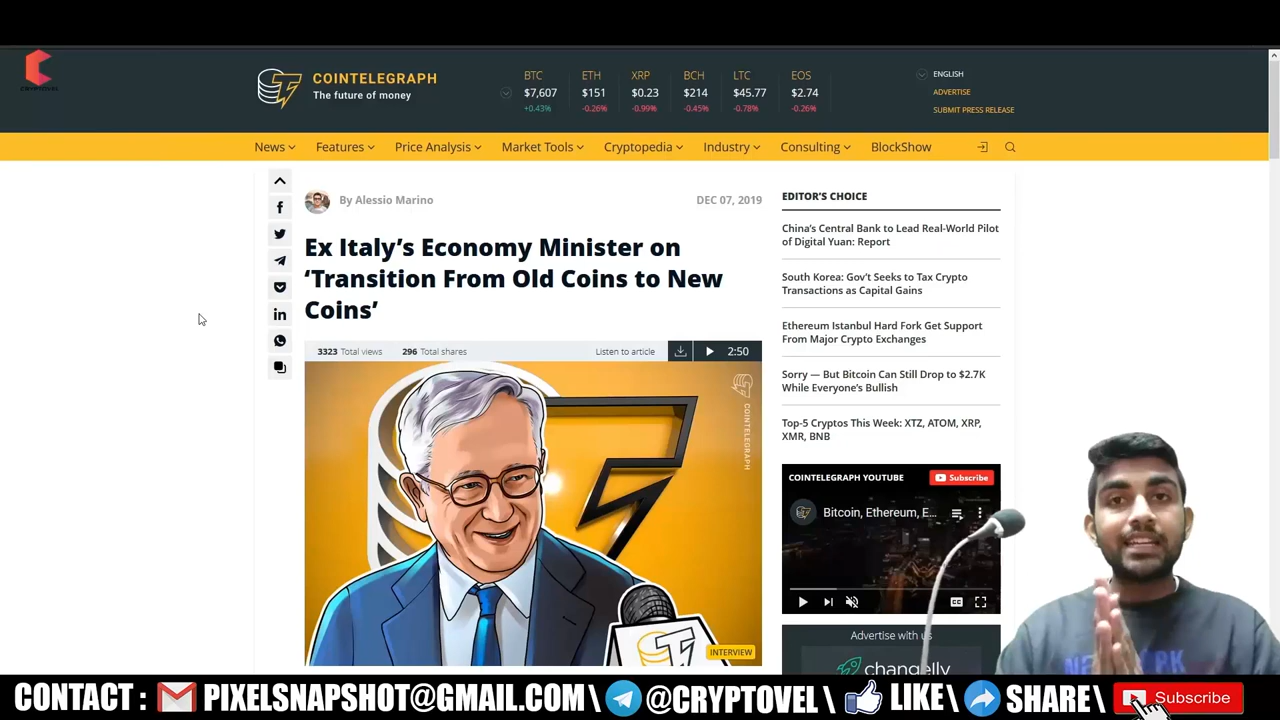 CRYPTOVEL
COINTELEGRAPH
The future of money
BTC ETH XRP BCH LTC EOS
$7,607 $151 $0.23 $214 $45.77 $2.74
+0.43% -0.26% -0.99% -0.45% -0.78% -0.26%
ENGLISH
ADVERTISE
SUBMIT PRESS RELEASE
News Features Price Analysis Market Tools Cryptopedia Industry Consulting BlockShow
By Alessio Marino DEC 07, 2019
Ex Italy’s Economy Minister on
‘Transition From Old Coins to New
Coins’
3323 Total views 296 Total shares Listen to article 2:50
COINTELEGRAPH
INTERVIEW
EDITOR'S CHOICE
China’s Central Bank to Lead Real-World Pilot
of Digital Yuan: Report
South Korea: Gov’t Seeks to Tax Crypto
Transactions as Capital Gains
Ethereum Istanbul Hard Fork Get Support
From Major Crypto Exchanges
Sorry — But Bitcoin Can Still Drop to $2.7K
While Everyone’s Bullish
Top-5 Cryptos This Week: XTZ, ATOM, XRP,
XMR, BNB
COINTELEGRAPH YOUTUBE Subscribe
Bitcoin, Ethereum, E...
CC
Advertise with us
changelly
CONTACT : PIXELSNAPSHOT@GMAIL.COM \ @CRYPTOVEL \ LIKE \ SHARE \ Subscribe